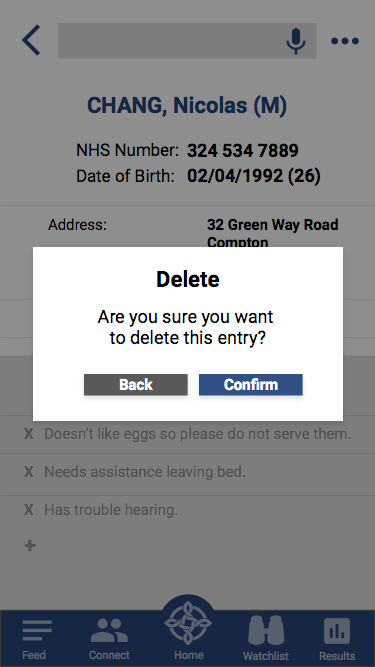 CHANG, Nicolas (M)
NHS Number: 324 534 7889
Date of Birth: 02/04/1992 (26)
Address: 32 Green Way Road
Compton
Delete
Are you sure you want
to delete this entry?
Back Confirm
X Doesn't like eggs so please do not serve them.
X Needs assistance leaving bed.
X Has trouble hearing.
+
Feed Connect Home Watchlist Results